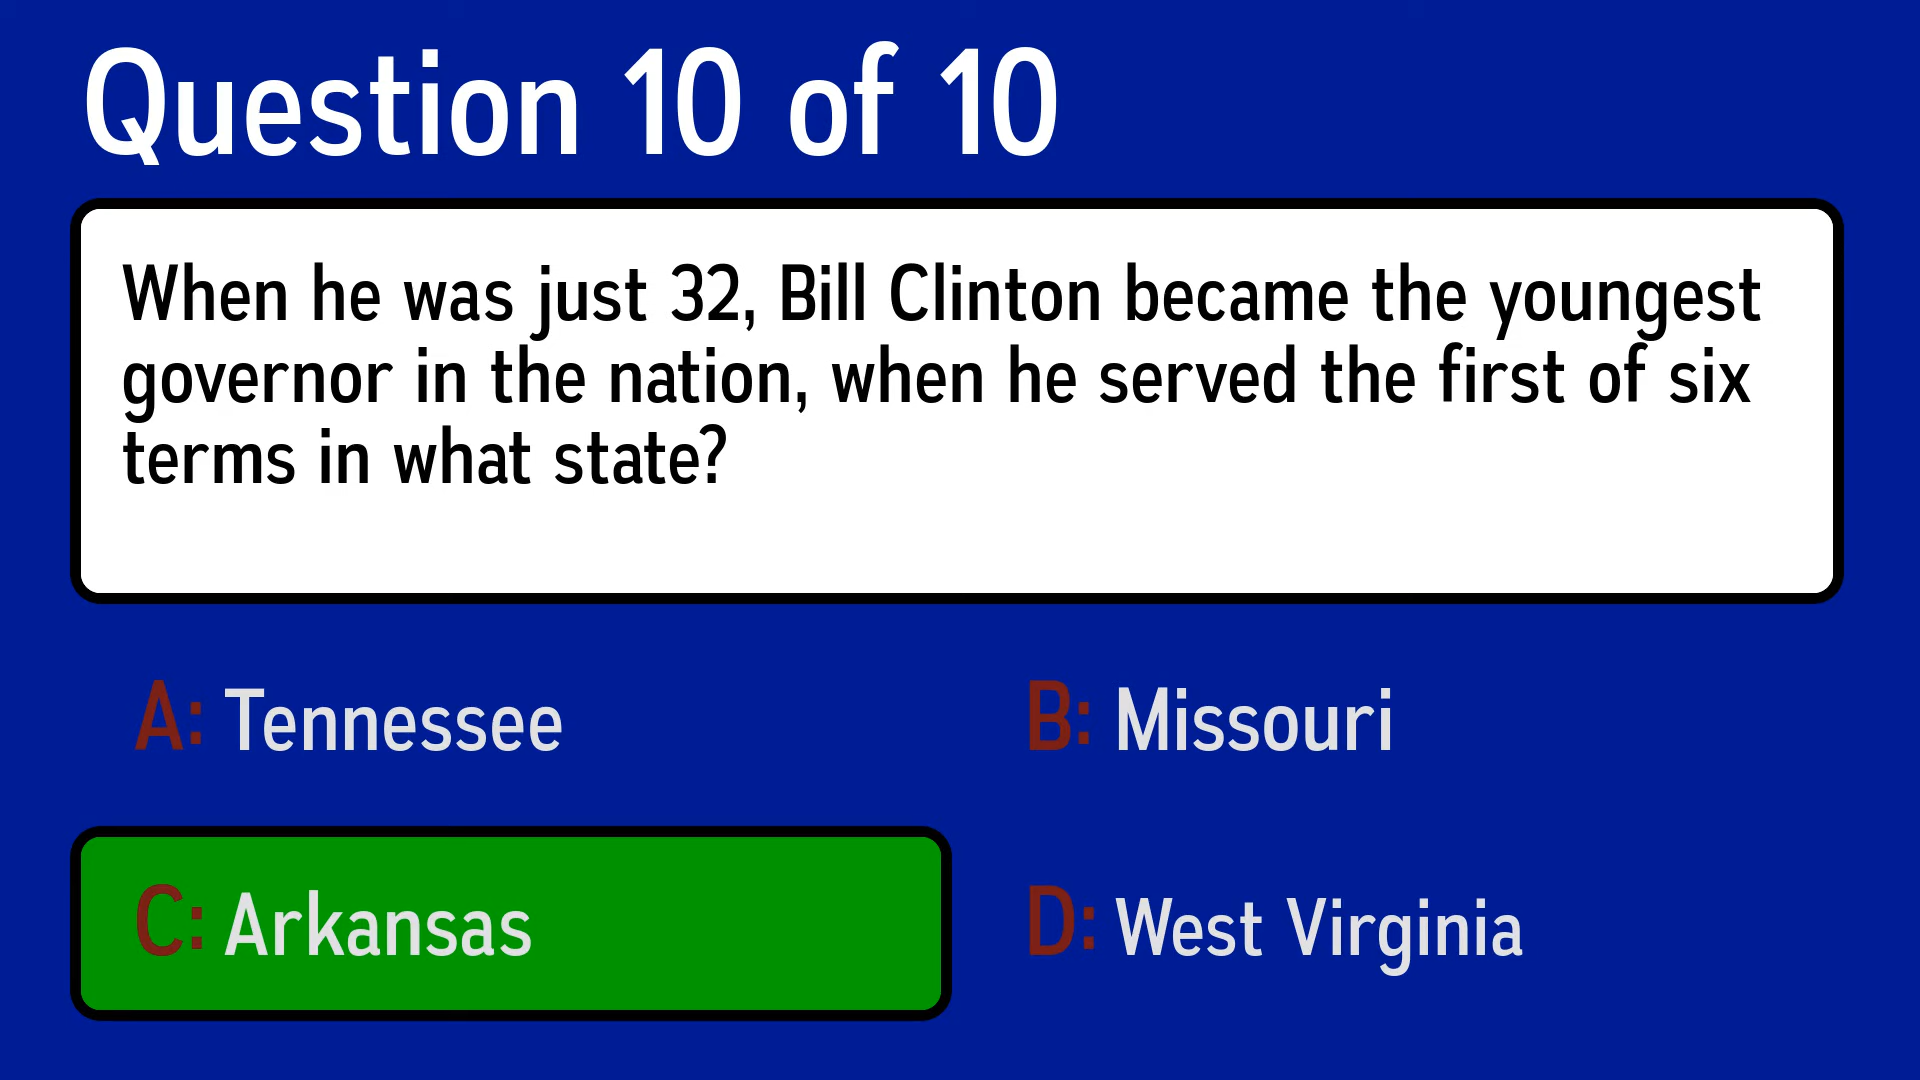 Question 10 of 10
When he was just 32, Bill Clinton became the youngest
governor in the nation, when he served the first of six
terms in what state?
A: Tennessee
B: Missouri
C: Arkansas
D: West Virginia